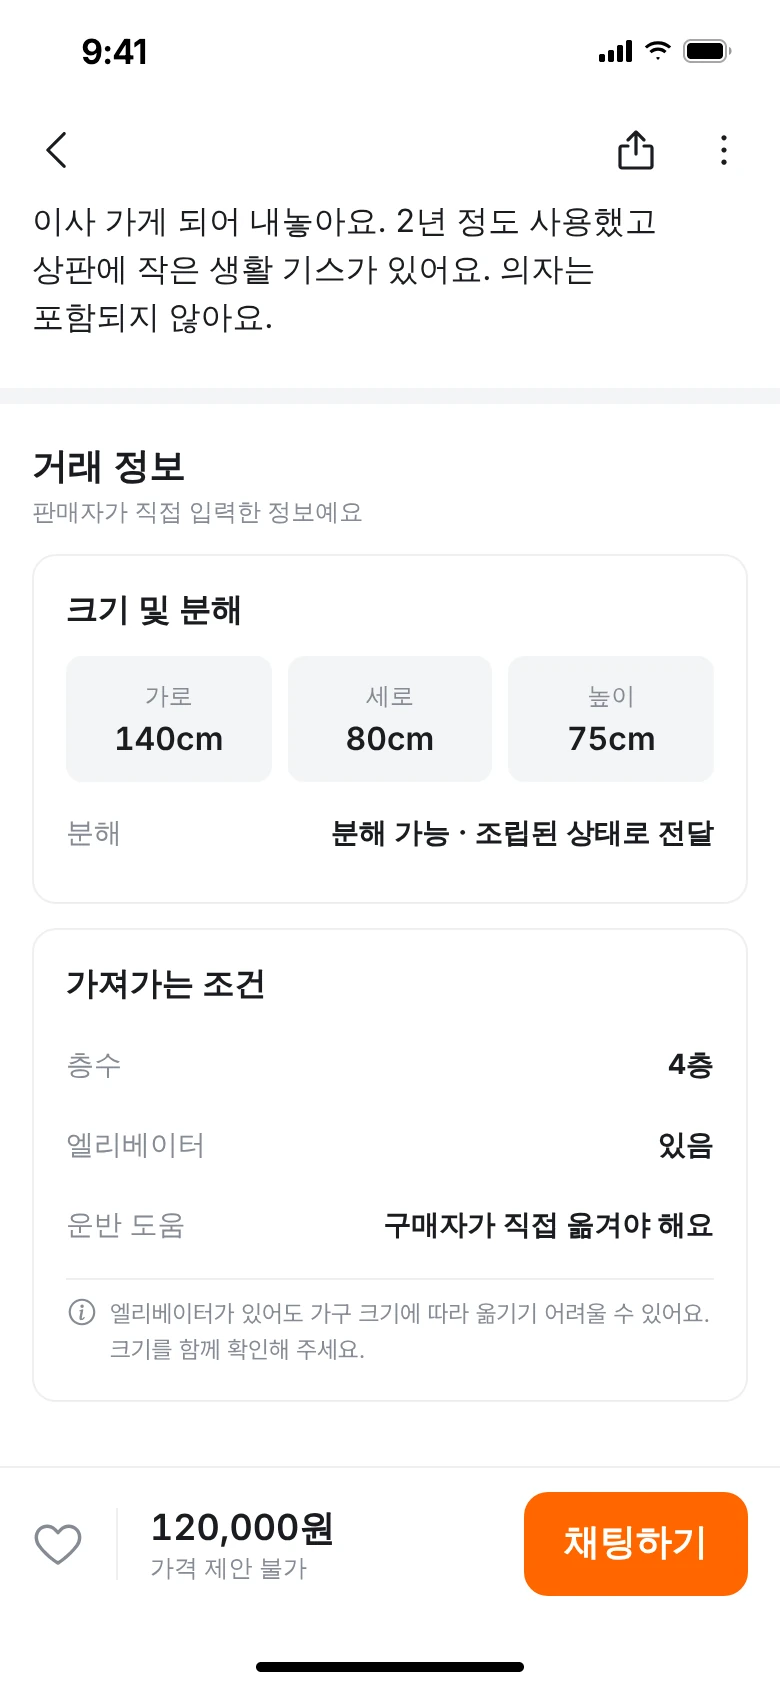 9:41
이사 가게 되어 내놓아요. 2년 정도 사용했고
상판에 작은 생활 기스가 있어요. 의자는
포함되지 않아요.
거래 정보
판매자가 직접 입력한 정보예요
크기 및 분해
가로
140cm
세로
80cm
높이
75cm
분해
분해 가능 · 조립된 상태로 전달
가져가는 조건
층수
4층
엘리베이터
있음
운반 도움
구매자가 직접 옮겨야 해요
엘리베이터가 있어도 가구 크기에 따라 옮기기 어려울 수 있어요.
크기를 함께 확인해 주세요.
120,000원
가격 제안 불가
채팅하기